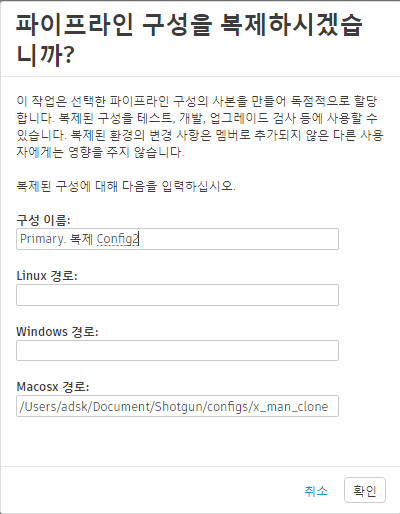 파이프라인 구성을 복제하시겠습
니까?
이 작업은 선택한 파이프라인 구성의 사본을 만들어 독점적으로 할당
합니다. 복제된 구성을 테스트, 개발, 업그레이드 검사 등에 사용할 수
있습니다. 복제된 환경의 변경 사항은 멤버로 추가되지 않은 다른 사용
자에게는 영향을 주지 않습니다.
복제된 구성에 대해 다음을 입력하십시오.
구성 이름:
Primary. 복제 Config2
Linux 경로:
Windows 경로:
Macosx 경로:
/Users/adsk/Document/Shotgun/configs/x_man_clone
취소 확인